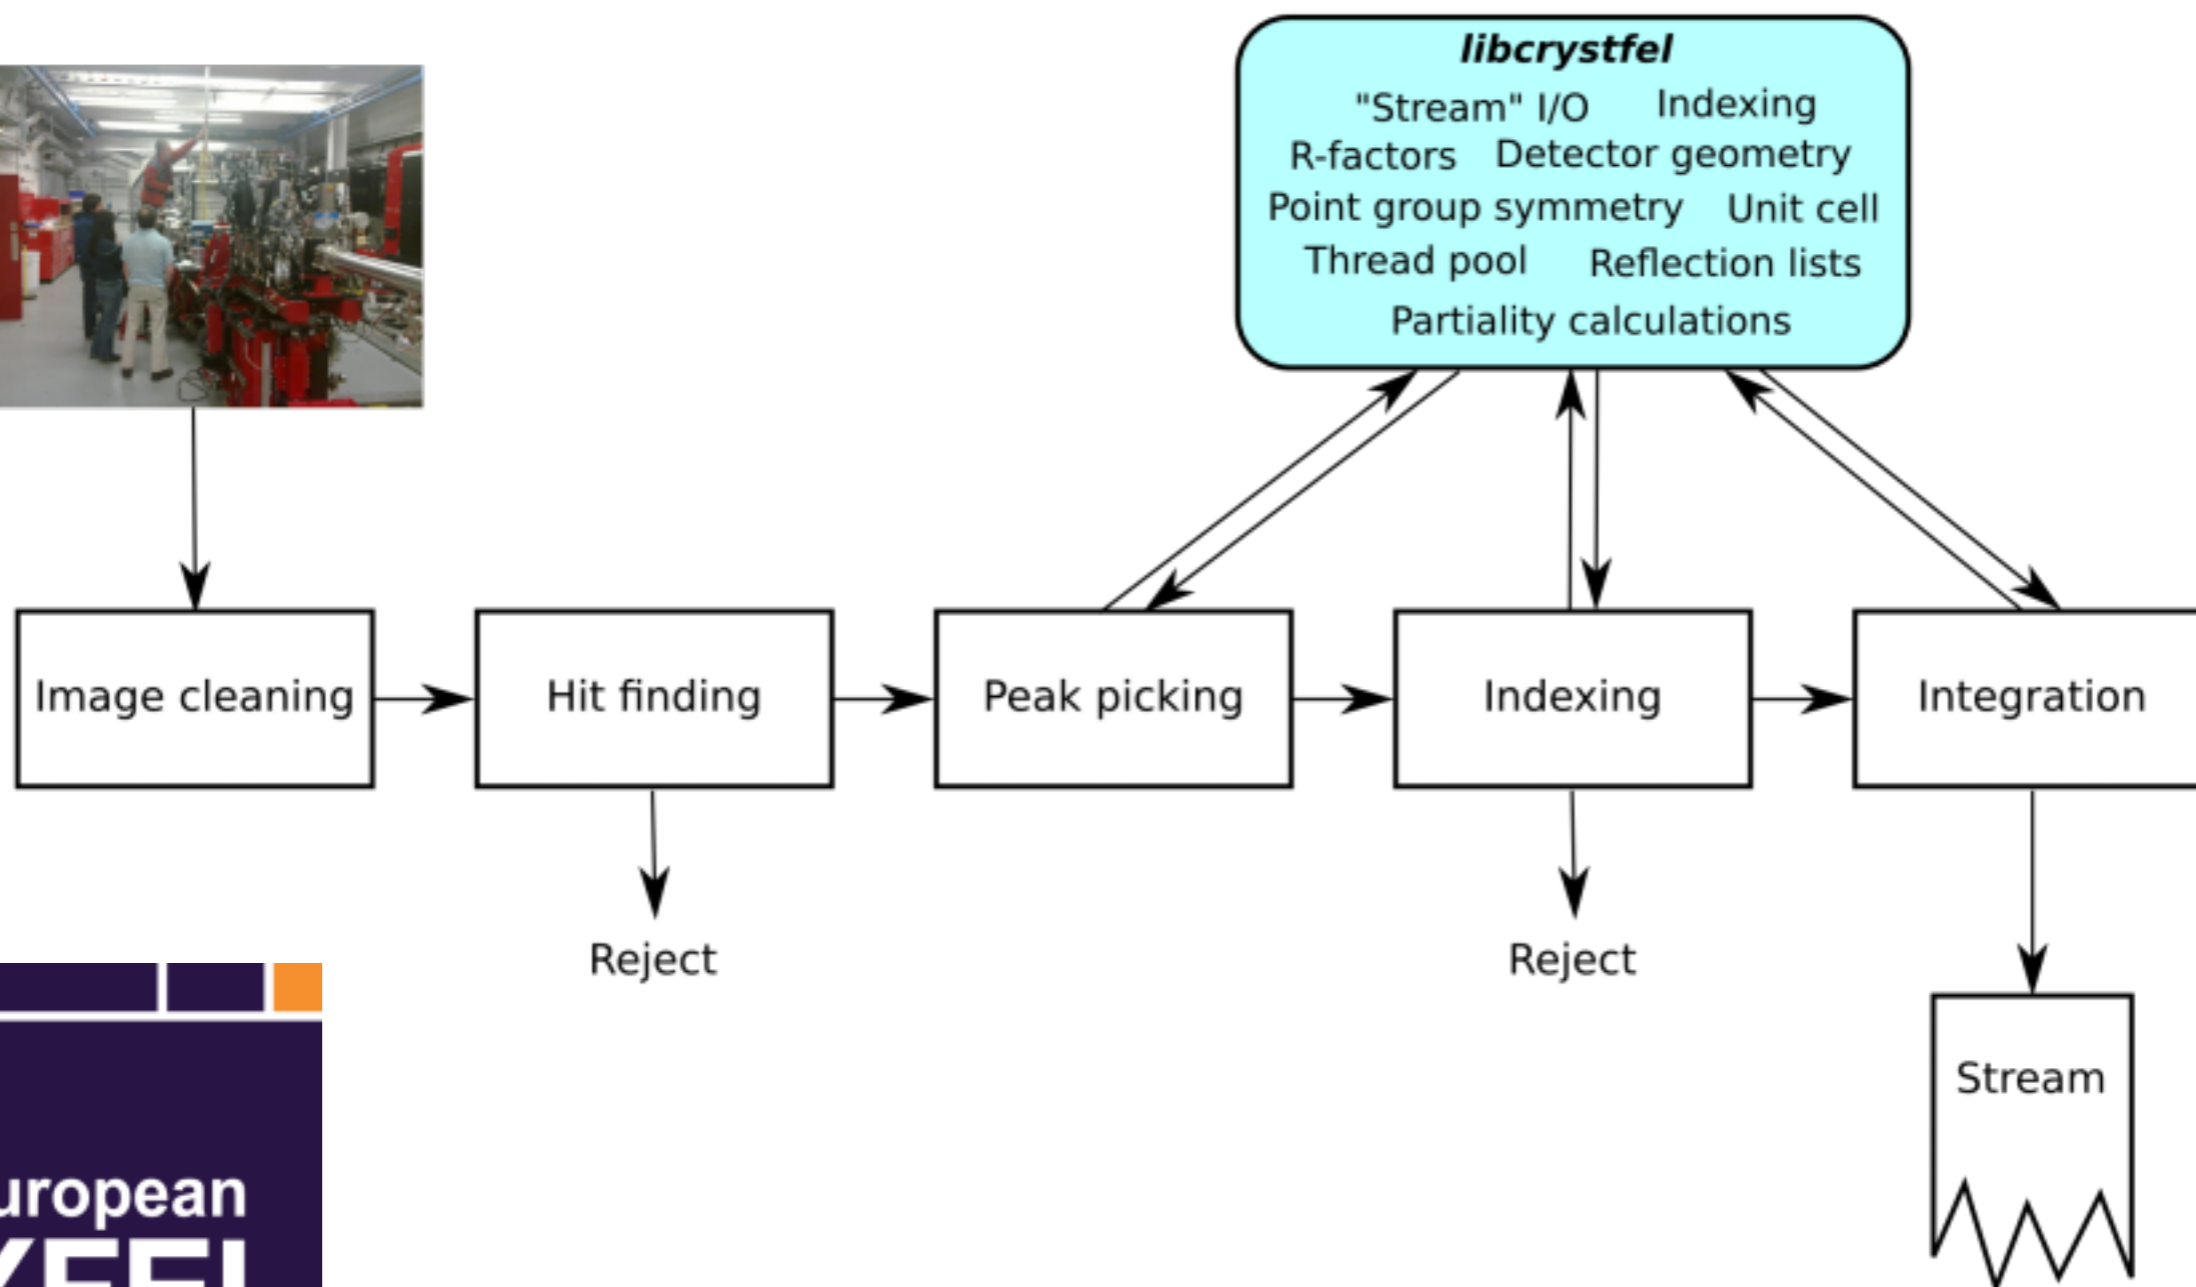 libcrystfel
"Stream" I/O Indexing
R-factors Detector geometry
Point group symmetry Unit cell
Thread pool Reflection lists
Partiality calculations
Image cleaning
Hit finding
Peak picking
Indexing
Integration
Reject
Reject
Stream
uropean
XFEL